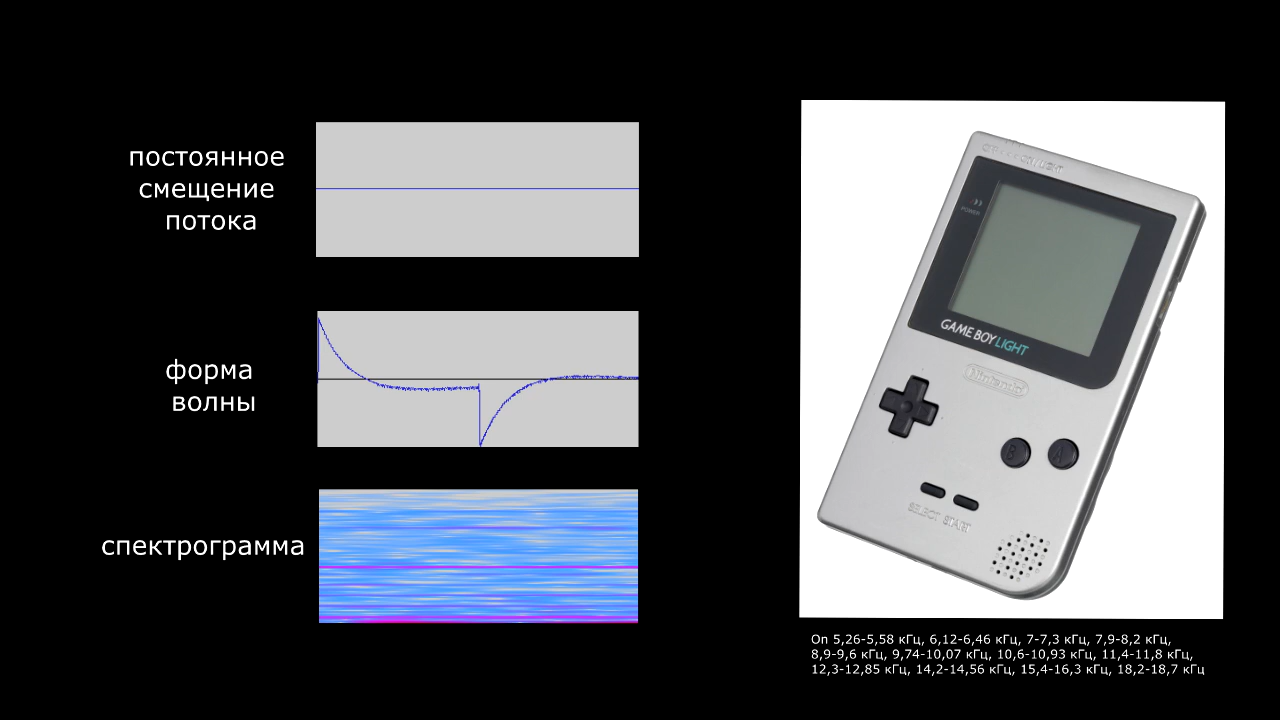 постоянное
смещение
потока
форма
волны
спектрограмма
POWER
GAME BOY LIGHT
Nintendo
B
A
SELECT START
Оп 5,26-5,58 кГц, 6,12-6,46 кГц, 7-7,3 кГц, 7,9-8,2 кГц,
8,9-9,6 кГц, 9,74-10,07 кГц, 10,6-10,93 кГц, 11,4-11,8 кГц,
12,3-12,85 кГц, 14,2-14,56 кГц, 15,4-16,3 кГц, 18,2-18,7 кГц